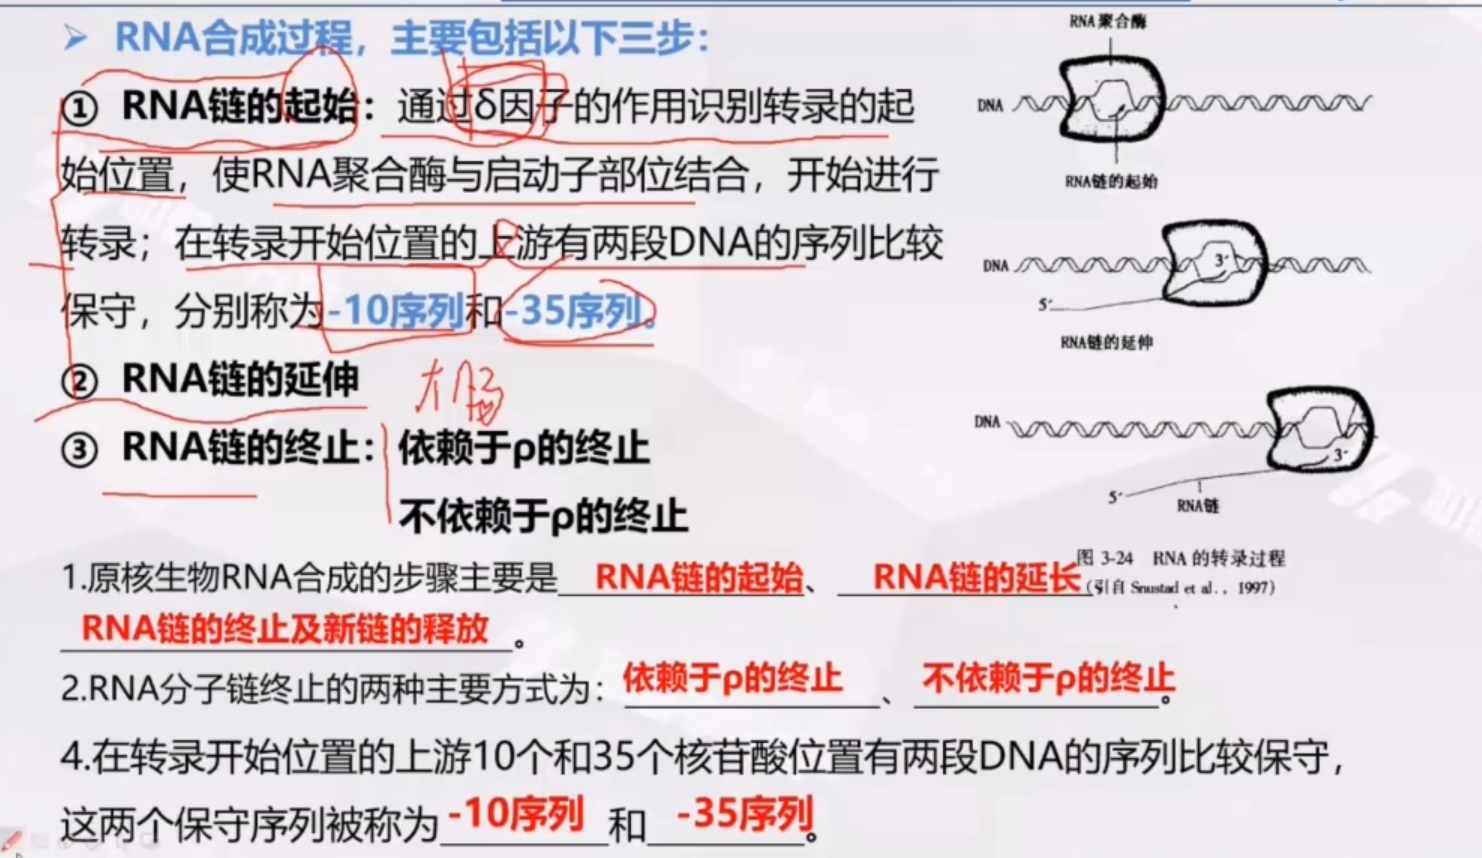 ➢ RNA合成过程，主要包括以下三步：
① RNA链的起始：通过δ因子的作用识别转录的起
始位置，使RNA聚合酶与启动子部位结合，开始进行
转录；在转录开始位置的上游有两段DNA的序列比较
保守，分别称为-10序列和-35序列。
② RNA链的延伸
大肠
③ RNA链的终止：依赖于ρ的终止
不依赖于ρ的终止
1.原核生物RNA合成的步骤主要是 RNA链的起始、 RNA链的延长
RNA链的终止及新链的释放 。
2.RNA分子链终止的两种主要方式为：依赖于ρ的终止 、 不依赖于ρ的终止。
4.在转录开始位置的上游10个和35个核苷酸位置有两段DNA的序列比较保守，
这两个保守序列被称为 -10序列 和 -35序列。
RNA聚合酶
DNA
RNA链的起始
DNA
3′
5′
RNA链的延伸
DNA
3′
5′
RNA链
图 3-24 RNA 的转录过程
(引自 Snustad et al., 1997)